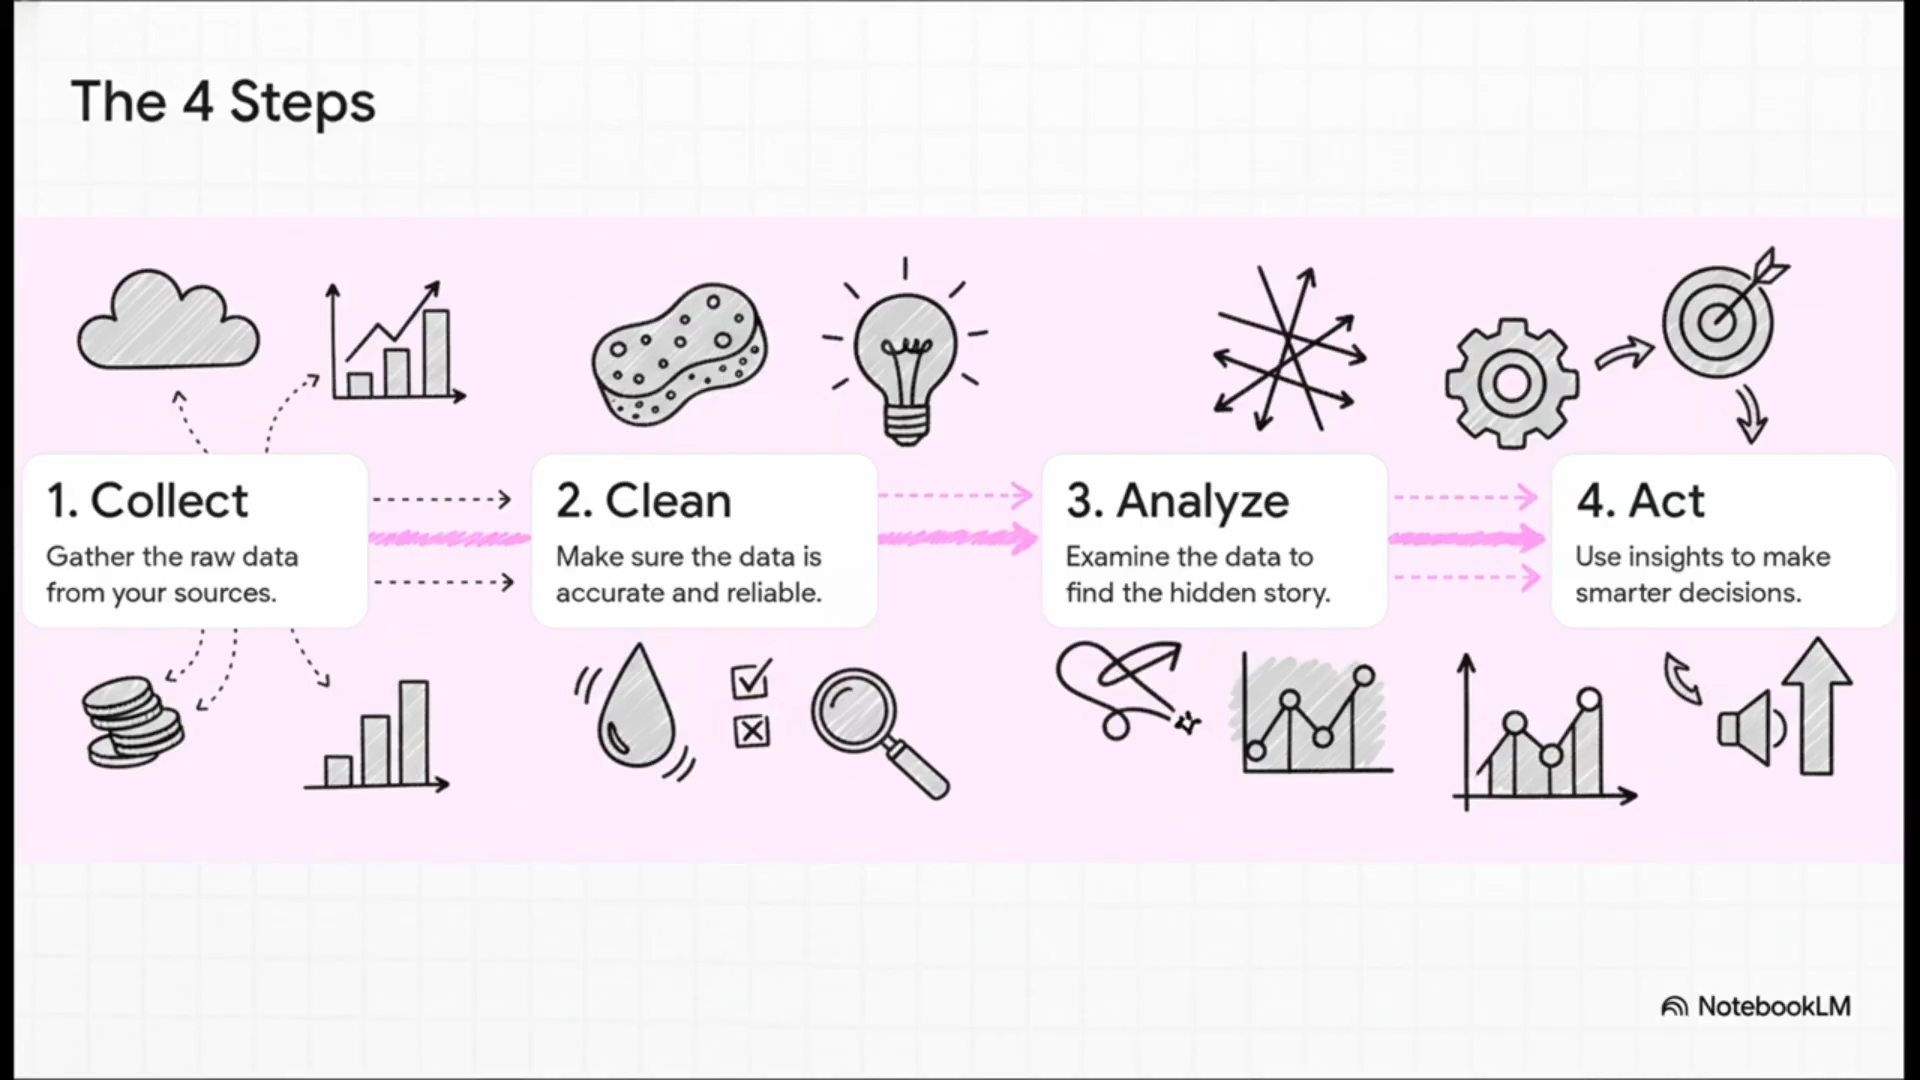 The 4 Steps
1. Collect
Gather the raw data
from your sources.
2. Clean
Make sure the data is
accurate and reliable.
3. Analyze
Examine the data to
find the hidden story.
4. Act
Use insights to make
smarter decisions.
NotebookLM